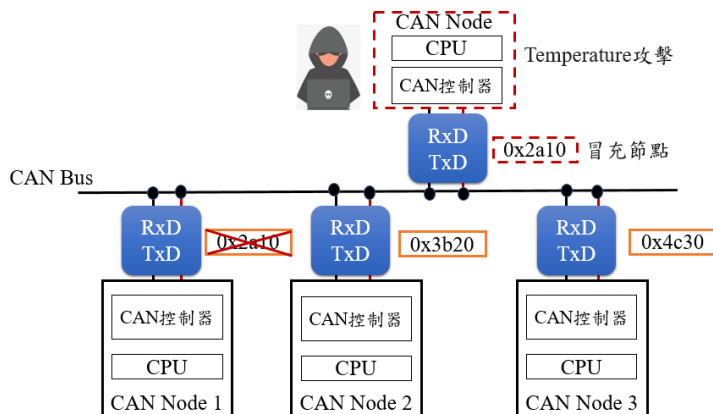 CAN Node
CPU
CAN控制器
Temperature攻擊
RxD
TxD
0x2a10
冒充節點
CAN Bus
RxD
TxD
0x2a10
RxD
TxD
0x3b20
RxD
TxD
0x4c30
CAN控制器
CPU
CAN Node 1
CAN控制器
CPU
CAN Node 2
CAN控制器
CPU
CAN Node 3